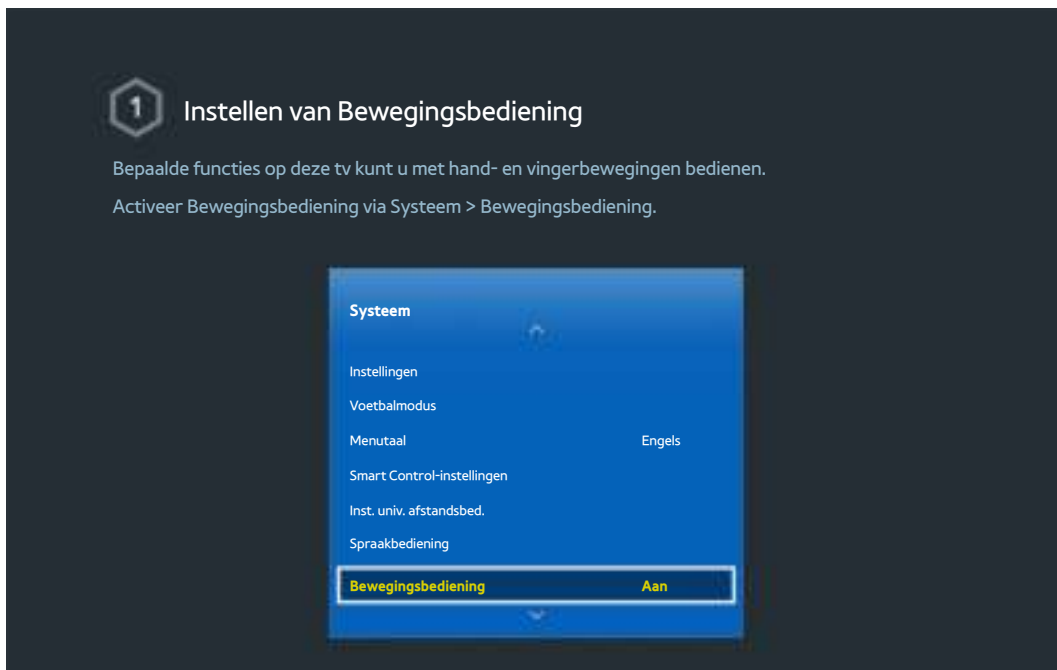 1
Instellen van Bewegingsbediening
Bepaalde functies op deze tv kunt u met hand- en vingerbewegingen bedienen.
Activeer Bewegingsbediening via Systeem > Bewegingsbediening.
Systeem
Instellingen
Voetbalmodus
Menutaal Engels
Smart Control-instellingen
Inst. univ. afstandsbed.
Spraakbediening
Bewegingsbediening Aan